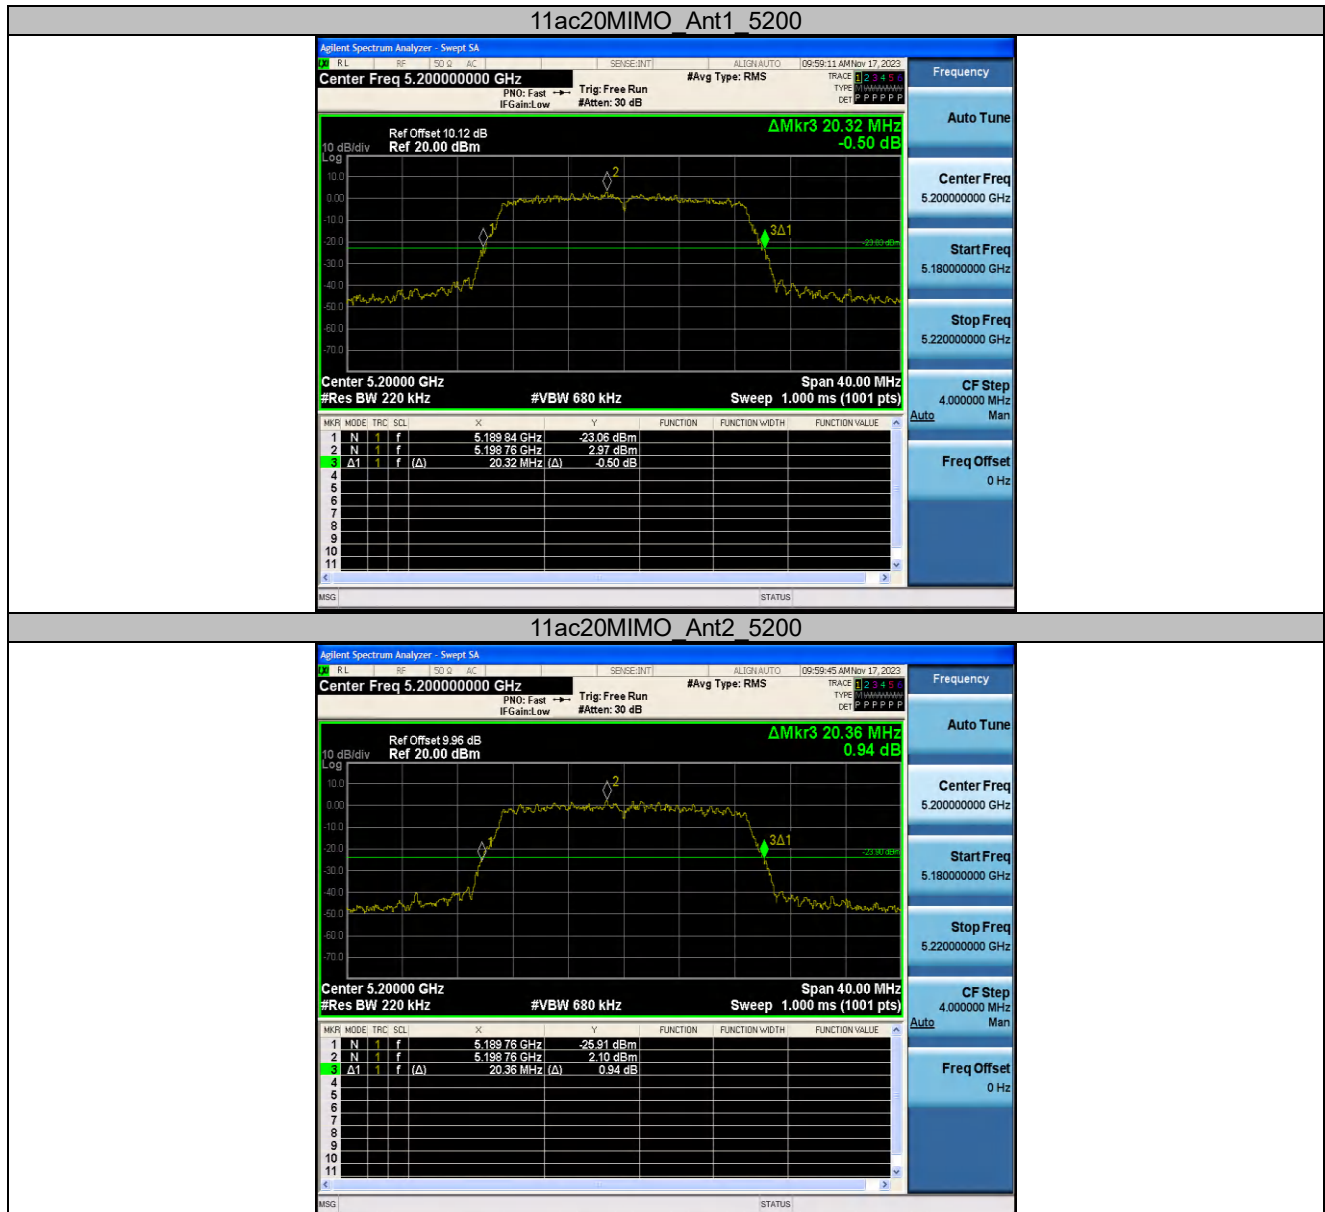 11ac20MIMO_Ant1_5200
Agilent Spectrum Analyzer - Swept SA
RL RF 50 Ω AC SENSE:INT ALIGNAUTO 09:59:11 AM Nov 17, 2023
Center Freq 5.200000000 GHz
PNO: Fast
IFGain:Low
Trig: Free Run
#Atten: 30 dB
#Avg Type: RMS
TRACE 1 2 3 4 5 6
TYPE M
DET P P P P P P
Frequency
Auto Tune
Center Freq
5.200000000 GHz
Start Freq
5.180000000 GHz
Stop Freq
5.220000000 GHz
CF Step
4.000000 MHz
Auto Man
Freq Offset
0 Hz
ΔMkr3 20.32 MHz
-0.50 dB
Ref Offset 10.12 dB
10 dB/div Ref 20.00 dBm
Log
10.0
0.00
-10.0
-20.0
-30.0
-40.0
-50.0
-60.0
-70.0
1
2
3Δ1
Center 5.20000 GHz Span 40.00 MHz
#Res BW 220 kHz #VBW 680 kHz Sweep 1.000 ms (1001 pts)
MKR MODE TRC SCL X Y FUNCTION FUNCTION WIDTH FUNCTION VALUE
1 N 1 f 5.189 84 GHz -23.06 dBm
2 N 1 f 5.198 76 GHz 2.97 dBm
3 Δ1 1 f (Δ) 20.32 MHz (Δ) -0.50 dB
4
5
6
7
8
9
10
11
MSG STATUS
11ac20MIMO_Ant2_5200
Agilent Spectrum Analyzer - Swept SA
RL RF 50 Ω AC SENSE:INT ALIGNAUTO 09:59:45 AM Nov 17, 2023
Center Freq 5.200000000 GHz
PNO: Fast
IFGain:Low
Trig: Free Run
#Atten: 30 dB
#Avg Type: RMS
TRACE 1 2 3 4 5 6
TYPE M
DET P P P P P P
Frequency
Auto Tune
Center Freq
5.200000000 GHz
Start Freq
5.180000000 GHz
Stop Freq
5.220000000 GHz
CF Step
4.000000 MHz
Auto Man
Freq Offset
0 Hz
ΔMkr3 20.36 MHz
0.94 dB
Ref Offset 9.96 dB
10 dB/div Ref 20.00 dBm
Log
10.0
0.00
-10.0
-20.0
-30.0
-40.0
-50.0
-60.0
-70.0
1
2
3Δ1
-23.90 dBm
Center 5.20000 GHz Span 40.00 MHz
#Res BW 220 kHz #VBW 680 kHz Sweep 1.000 ms (1001 pts)
MKR MODE TRC SCL X Y FUNCTION FUNCTION WIDTH FUNCTION VALUE
1 N 1 f 5.189 76 GHz -25.91 dBm
2 N 1 f 5.198 76 GHz 2.10 dBm
3 Δ1 1 f (Δ) 20.36 MHz (Δ) 0.94 dB
4
5
6
7
8
9
10
11
MSG STATUS